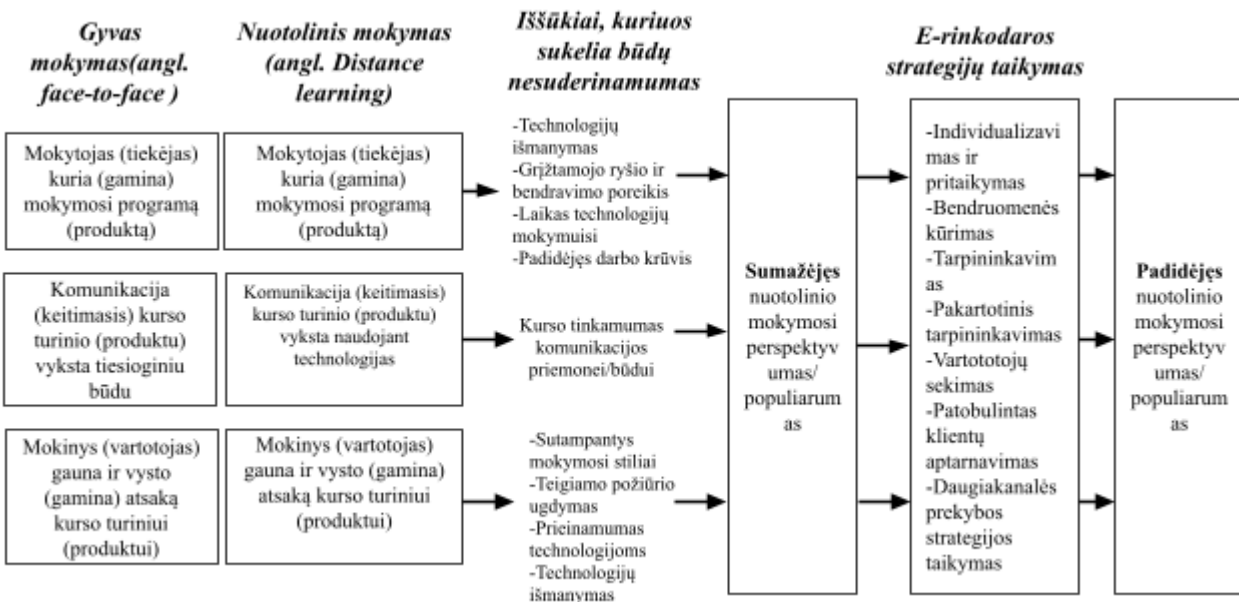 Gyvas
mokymas(angl.
face-to-face )
Nuotolinis mokymas
(angl. Distance
learning)
Iššūkiai, kuriuos
sukelia būdų
nesuderinamumas
E-rinkodaros
strategijų taikymas
Mokytojas (tiekėjas)
kuria (gamina)
mokymosi programą
(produktą)
Mokytojas (tiekėjas)
kuria (gamina)
mokymosi programą
(produktą)
-Technologijų
išmanymas
-Grįžtamojo ryšio ir
bendravimo poreikis
-Laikas technologijų
mokymuisi
-Padidėjęs darbo krūvis
Komunikacija
(keitimasis) kurso
turinio (produktu)
vyksta tiesioginiu
būdu
Komunikacija (keitimasis)
kurso turinio (produktu)
vyksta naudojant
technologijas
Kurso tinkamumas
komunikacijos
priemonei/būdui
Mokinys (vartotojas)
gauna ir vysto
(gamina) atsaką
kurso turiniui
(produktui)
Mokinys (vartotojas)
gauna ir vysto (gamina)
atsaką kurso turiniui
(produktui)
-Sutampantys
mokymosi stiliai
-Teigiamo požiūrio
ugdymas
-Prieinamumas
technologijoms
-Technologijų
išmanymas
Sumažėjęs
nuotolinio
mokymosi
perspektyv
umas/
populiarum
as
-Individualizavi
mas ir
pritaikymas
-Bendruomenės
kūrimas
-Tarpininkavim
as
-Pakartotinis
tarpininkavimas
-Vartototojų
sekimas
-Patobulintas
klientų
aptarnavimas
-Daugiakanalės
prekybos
strategijos
taikymas
Padidėjęs
nuotolinio
mokymosi
perspektyv
umas/
populiarum
as